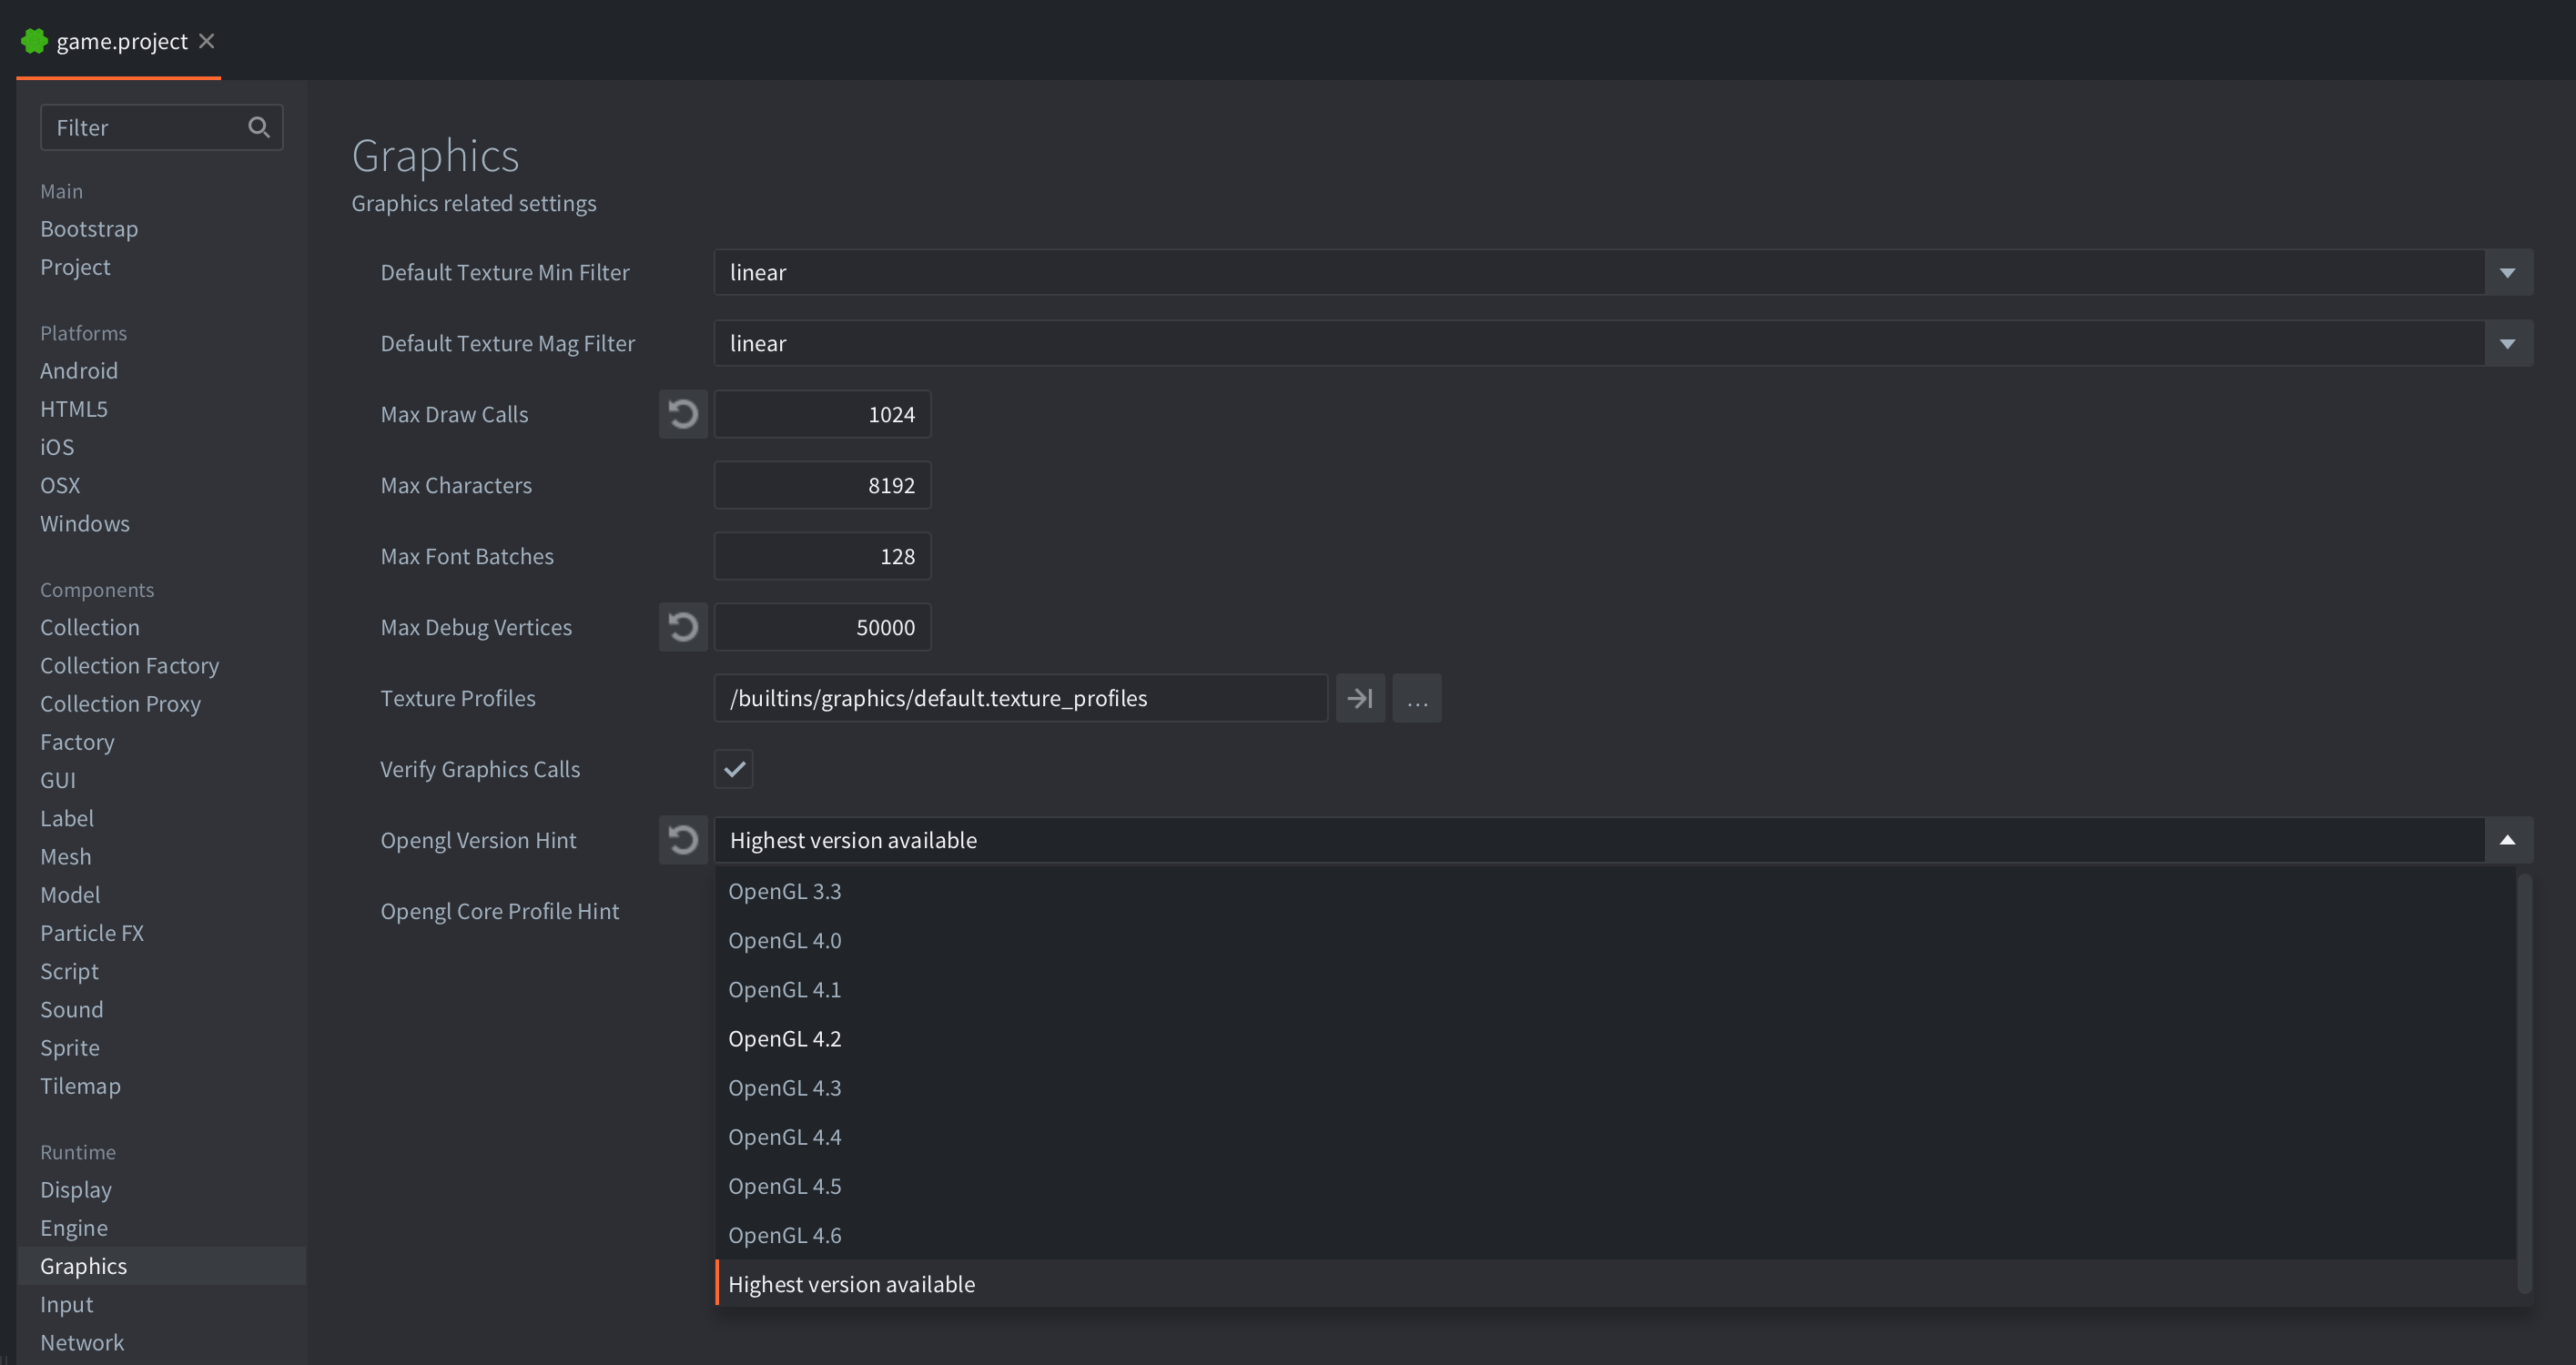 game.project
Filter
Main
Bootstrap
Project
Platforms
Android
HTML5
iOS
OSX
Windows
Components
Collection
Collection Factory
Collection Proxy
Factory
GUI
Label
Mesh
Model
Particle FX
Script
Sound
Sprite
Tilemap
Runtime
Display
Engine
Graphics
Input
Network
Graphics
Graphics related settings
Default Texture Min Filter linear
Default Texture Mag Filter linear
Max Draw Calls 1024
Max Characters 8192
Max Font Batches 128
Max Debug Vertices 50000
Texture Profiles /builtins/graphics/default.texture_profiles ...
Verify Graphics Calls
Opengl Version Hint Highest version available
Opengl Core Profile Hint
OpenGL 3.3
OpenGL 4.0
OpenGL 4.1
OpenGL 4.2
OpenGL 4.3
OpenGL 4.4
OpenGL 4.5
OpenGL 4.6
Highest version available